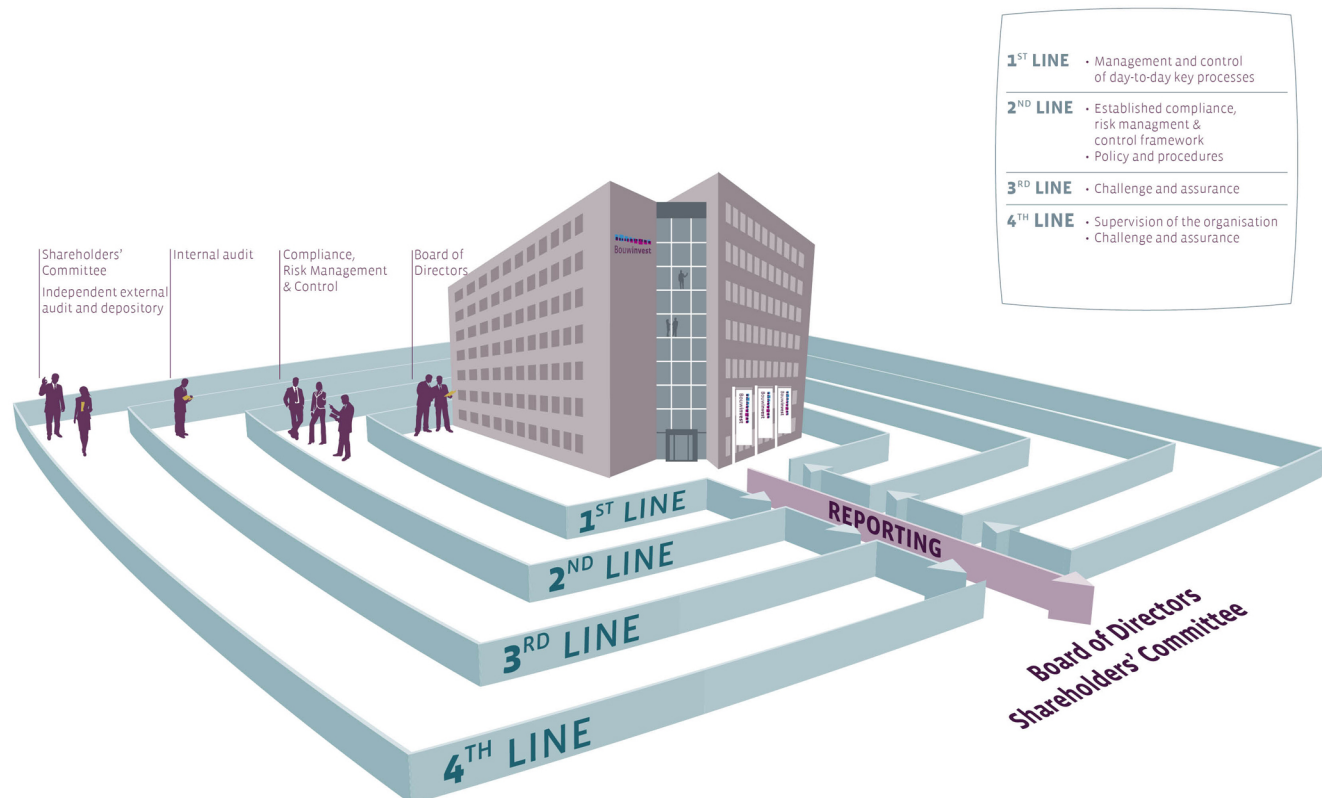 1ST LINE
• Management and control
of day-to-day key processes
2ND LINE
• Established compliance,
risk managment &
control framework
• Policy and procedures
3RD LINE
• Challenge and assurance
4TH LINE
• Supervision of the organisation
• Challenge and assurance
Shareholders'
Committee
Independent external
audit and depository
Internal audit
Compliance,
Risk Management
& Control
Board of
Directors
Bouwinvest
Bouwinvest
Bouwinvest
Bouwinvest
1ST LINE
2ND LINE
3RD LINE
4TH LINE
REPORTING
Board of Directors
Shareholders' Committee